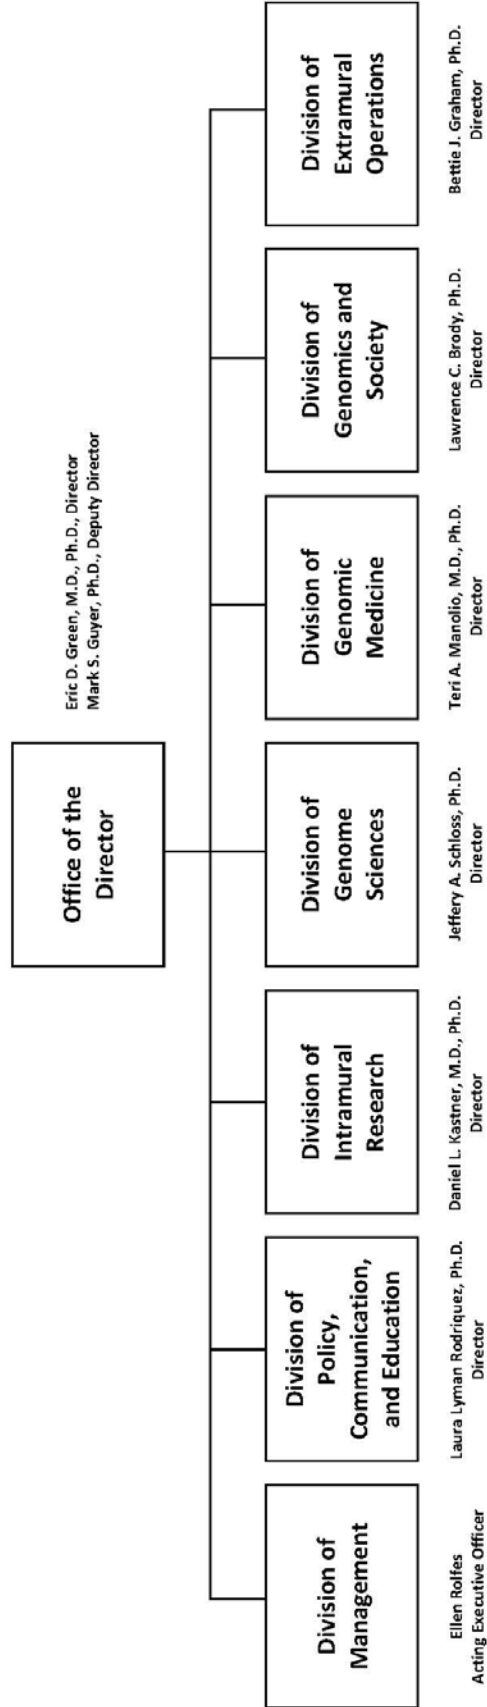 Office of the
Director
Eric D. Green, M.D., Ph.D., Director
Mark S. Guyer, Ph.D., Deputy Director
Division of
Management
Ellen Rolfes
Acting Executive Officer
Division of
Policy,
Communication,
and Education
Laura Lyman Rodriquez, Ph.D.
Director
Division of
Intramural
Research
Daniel L. Kastner, M.D., Ph.D.
Director
Division of
Genome
Sciences
Jeffery A. Schloss, Ph.D.
Director
Division of
Genomic
Medicine
Teri A. Manolio, M.D., Ph.D.
Director
Division of
Genomics and
Society
Lawrence C. Brody, Ph.D.
Director
Division of
Extramural
Operations
Bettie J. Graham, Ph.D.
Director